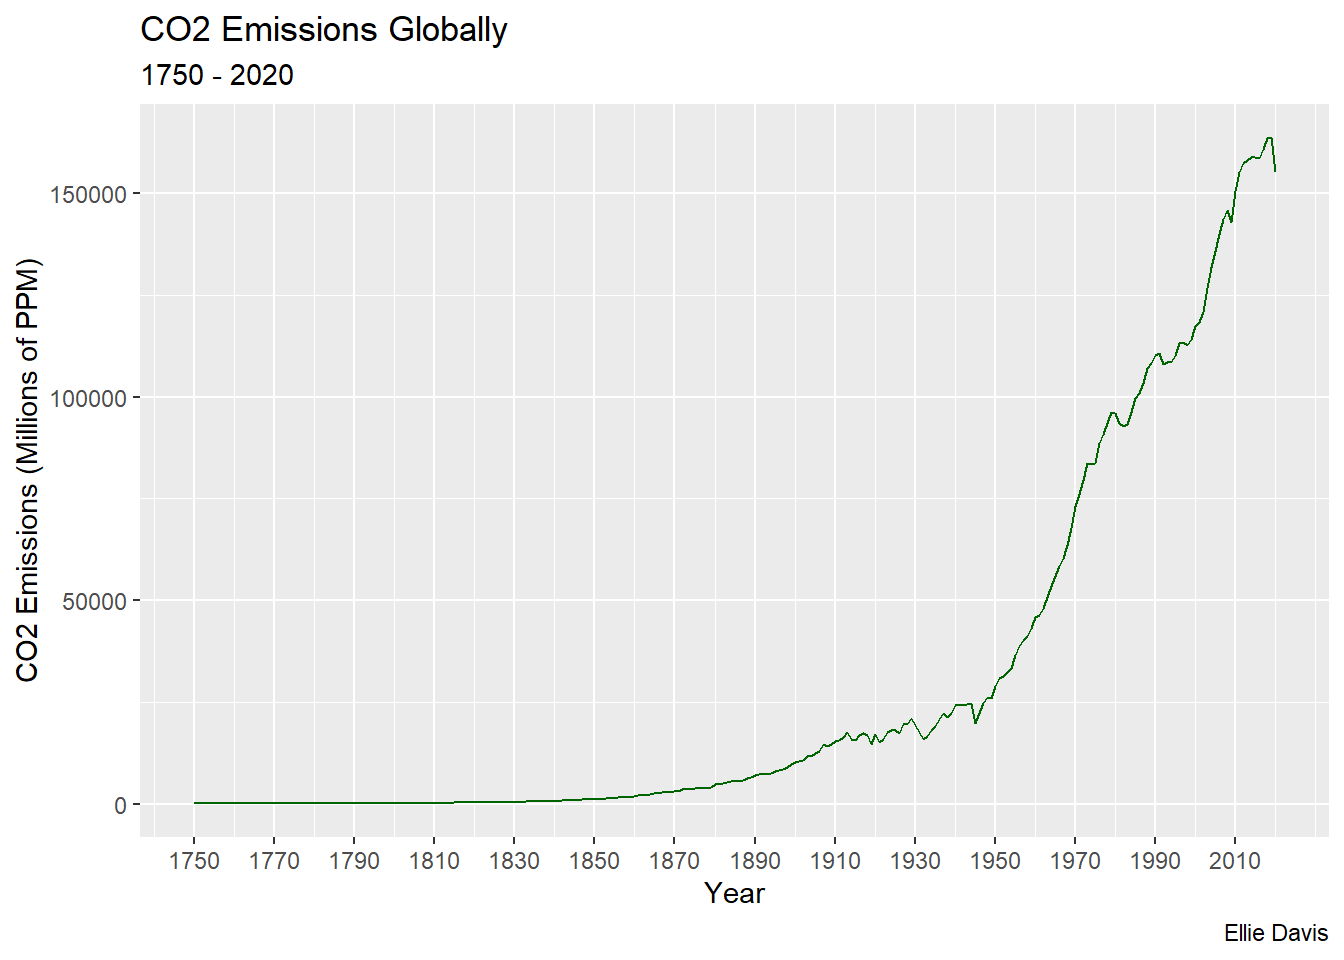 CO2 Emissions Globally
1750 - 2020
CO2 Emissions (Millions of PPM)
150000
100000
50000
0
1750 1770 1790 1810 1830 1850 1870 1890 1910 1930 1950 1970 1990 2010
Year
Ellie Davis